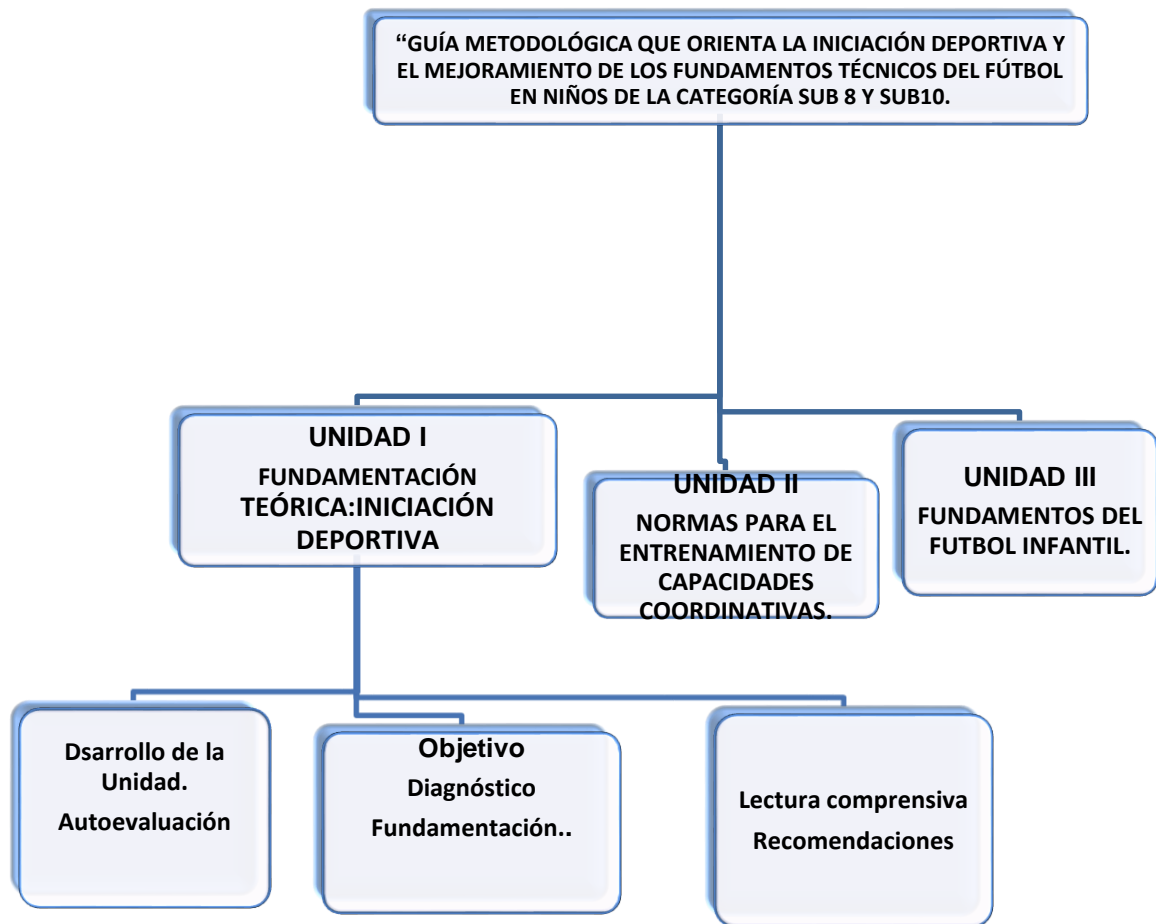 “GUÍA METODOLÓGICA QUE ORIENTA LA INICIACIÓN DEPORTIVA Y
EL MEJORAMIENTO DE LOS FUNDAMENTOS TÉCNICOS DEL FÚTBOL
EN NIÑOS DE LA CATEGORÍA SUB 8 Y SUB10.
UNIDAD I
FUNDAMENTACIÓN
TEÓRICA:INICIACIÓN
DEPORTIVA
UNIDAD II
NORMAS PARA EL
ENTRENAMIENTO DE
CAPACIDADES
COORDINATIVAS.
UNIDAD III
FUNDAMENTOS DEL
FUTBOL INFANTIL.
Dsarrollo de la
Unidad.
Autoevaluación
Objetivo
Diagnóstico
Fundamentación..
Lectura comprensiva
Recomendaciones